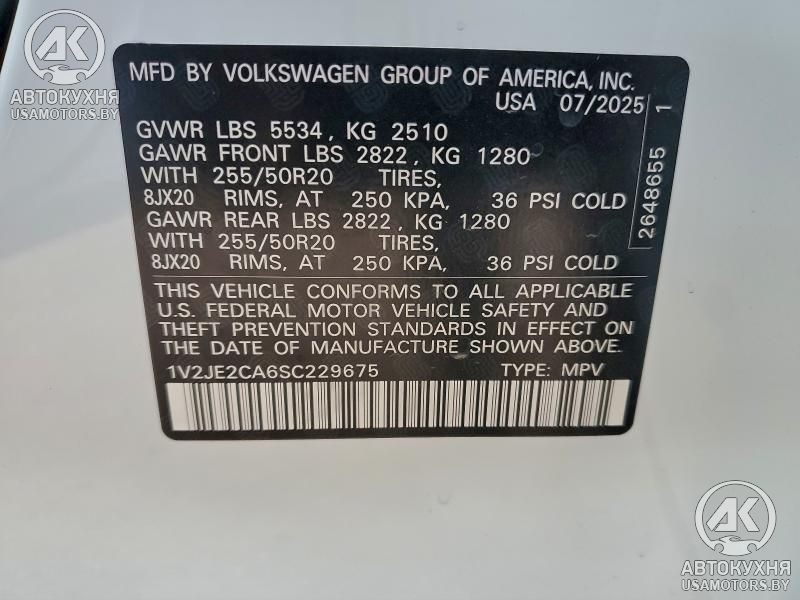 AK
АВТОКУХНЯ
USAMOTORS.BY
MFD BY VOLKSWAGEN GROUP OF AMERICA, INC.
USA 07/2025
GVWR LBS 5534, KG 2510
GAWR FRONT LBS 2822, KG 1280
WITH 255/50R20 TIRES,
8JX20 RIMS, AT 250 KPA, 36 PSI COLD
GAWR REAR LBS 2822, KG 1280
WITH 255/50R20 TIRES,
8JX20 RIMS, AT 250 KPA, 36 PSI COLD
2648655 1
THIS VEHICLE CONFORMS TO ALL APPLICABLE
U.S. FEDERAL MOTOR VEHICLE SAFETY AND
THEFT PREVENTION STANDARDS IN EFFECT ON
THE DATE OF MANUFACTURE SHOWN ABOVE.
1V2JE2CA6SC229675 TYPE: MPV
AK
АВТОКУХНЯ
USAMOTORS.BY